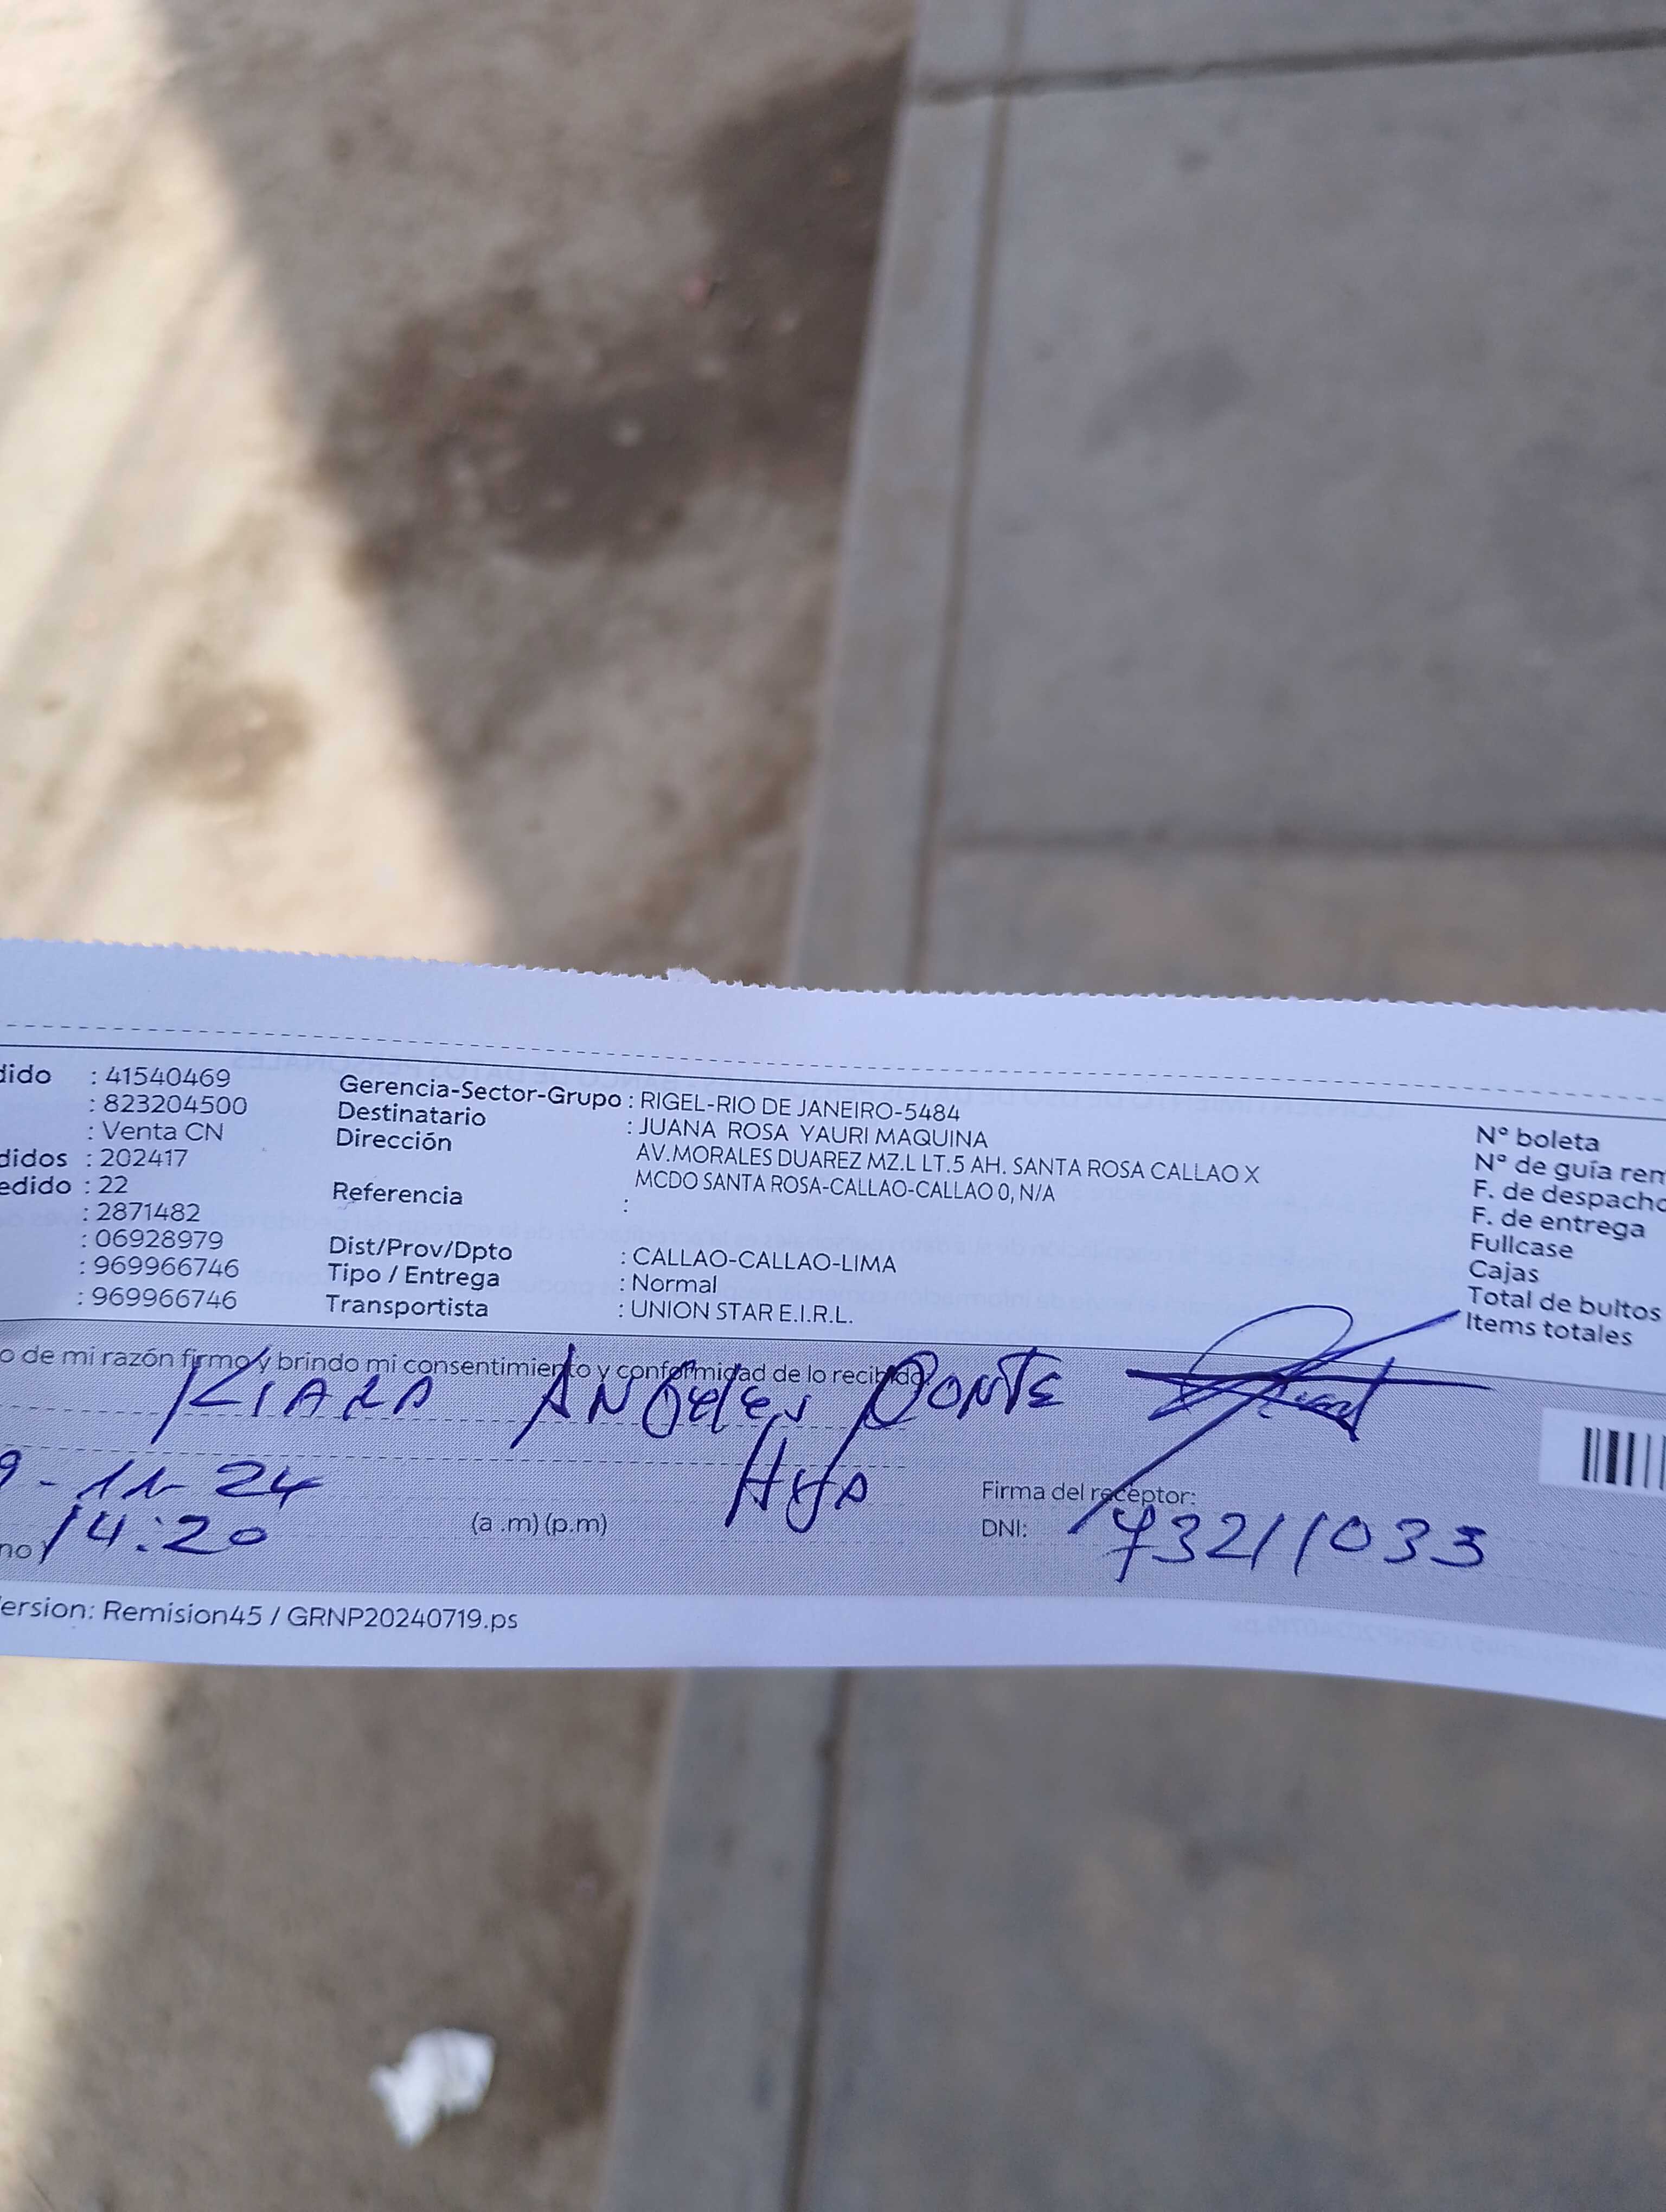 dido : 41540469
: 823204500
: Venta CN
didos : 202417
edido : 22
: 2871482
: 06928979
: 969966746
: 969966746
Gerencia-Sector-Grupo : RIGEL-RIO DE JANEIRO-5484
Destinatario : JUANA ROSA YAURI MAQUINA
Dirección AV.MORALES DUAREZ MZ.L LT.5 AH. SANTA ROSA CALLAO X
MCDO SANTA ROSA-CALLAO-CALLAO 0, N/A
Referencia :
Dist/Prov/Dpto : CALLAO-CALLAO-LIMA
Tipo / Entrega : Normal
Transportista : UNION STAR E.I.R.L.
N° boleta
N° de guía rem
F. de despacho
F. de entrega
Fullcase
Cajas
Total de bultos
Items totales
o de mi razón firmo y brindo mi consentimiento y conformidad de lo recibido.
KIARA ANGELES
9-11-24 Firma del receptor:
no) 14:20 (a .m) (p.m) DNI: 73211033
ersion: Remision45 / GRNP20240719.ps